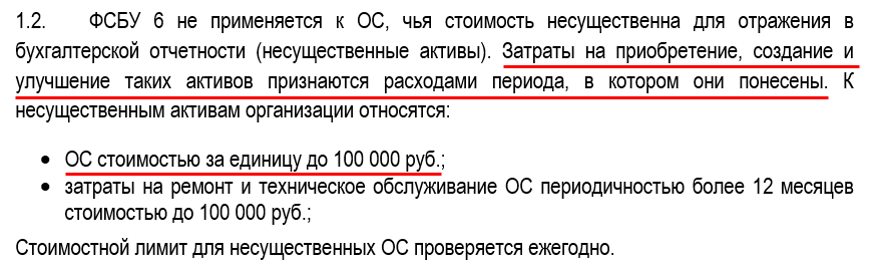 1.2. ФСБУ 6 не применяется к ОС, чья стоимость несущественна для отражения в
бухгалтерской отчетности (несущественные активы). Затраты на приобретение, создание и
улучшение таких активов признаются расходами периода, в котором они понесены. К
несущественным активам организации относятся:
• ОС стоимостью за единицу до 100 000 руб.;
• затраты на ремонт и техническое обслуживание ОС периодичностью более 12 месяцев
стоимостью до 100 000 руб.;
Стоимостной лимит для несущественных ОС проверяется ежегодно.